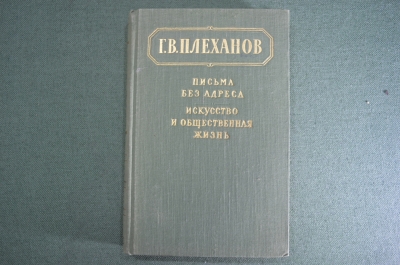 Г.В.ПЛЕХАНОВ
ПИСЬМА
БЕЗ АДРЕСА
ИСКУССТВО
И ОБЩЕСТВЕННАЯ
ЖИЗНЬ